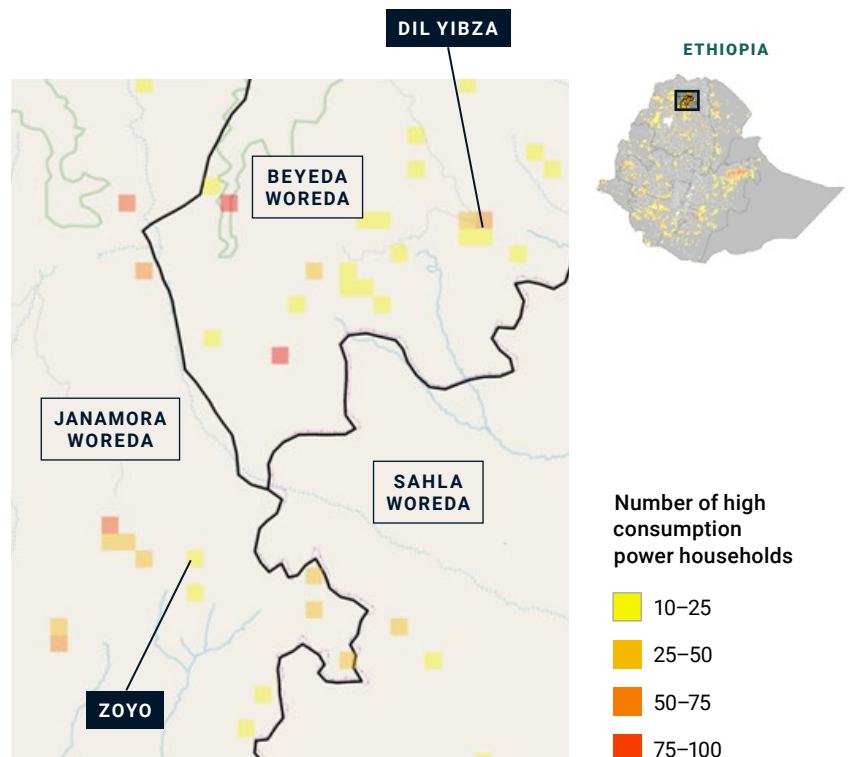 DIL YIBZA
ETHIOPIA
BEYEDA
WOREDA
JANAMORA
WOREDA
SAHLA
WOREDA
ZOYO
Number of high
consumption
power households
10–25
25–50
50–75
75–100